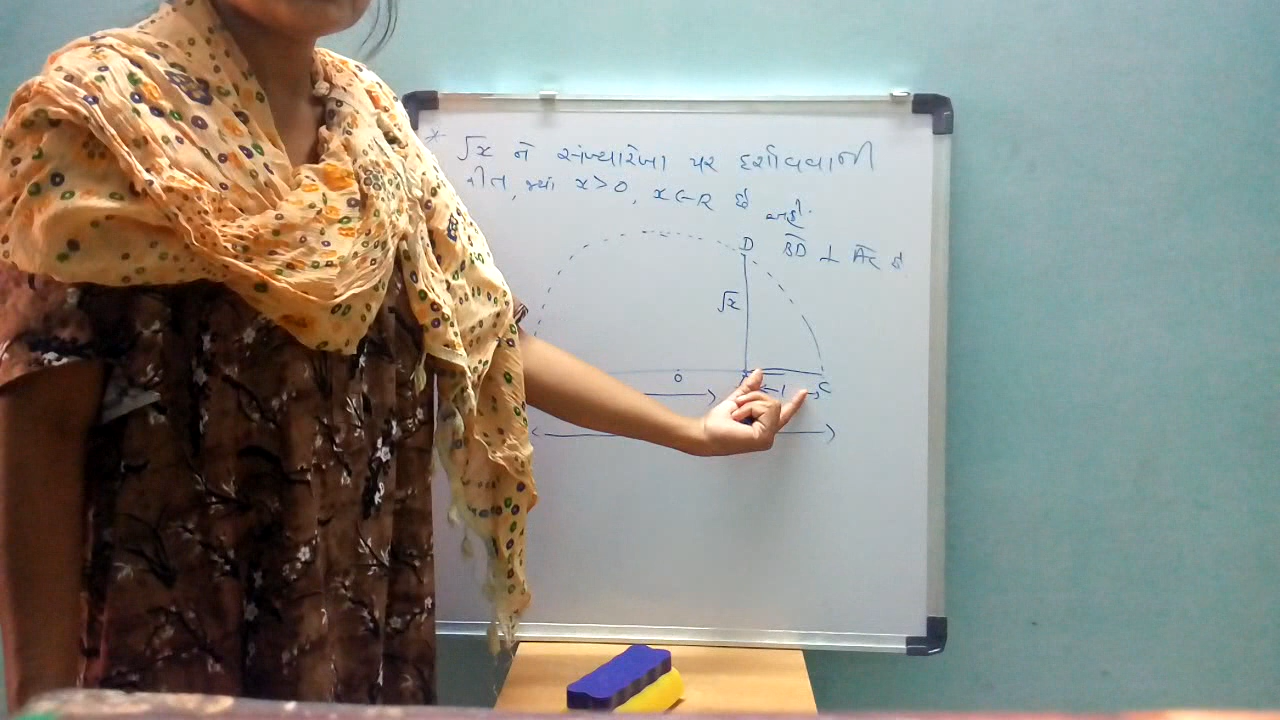 * √x ને સંખ્યારેખા પર દર્શાવવાની
રીત, જ્યાં x>0, x∈R છે અહીં
D BD ⊥ AC છે.
√x
0
1 C